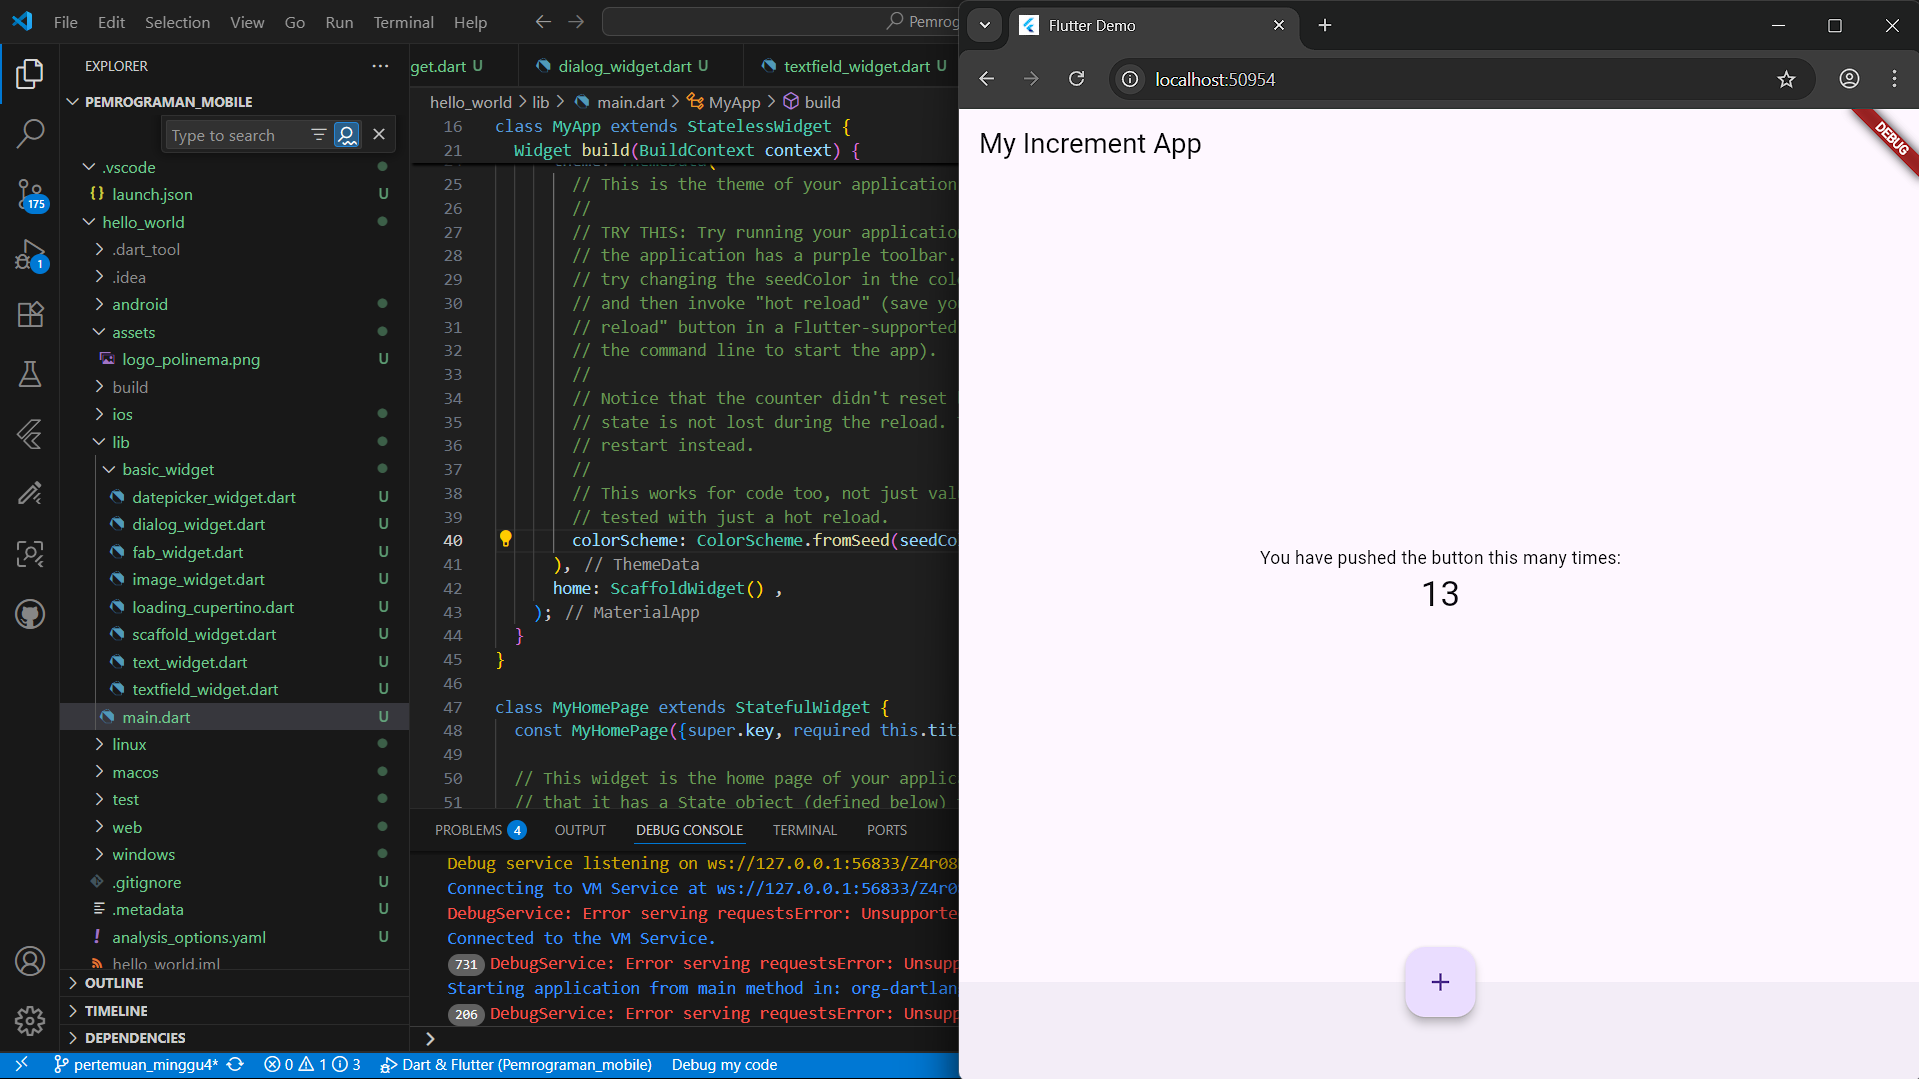 File Edit Selection View Go Run Terminal Help
Pemrog
EXPLORER
PEMROGRAMAN_MOBILE
Type to search
.vscode
launch.json U
hello_world
.dart_tool
.idea
android
assets
logo_polinema.png U
build
ios
lib
basic_widget
datepicker_widget.dart U
dialog_widget.dart U
fab_widget.dart U
image_widget.dart U
loading_cupertino.dart U
scaffold_widget.dart U
text_widget.dart U
textfield_widget.dart U
main.dart U
linux
macos
test
web
windows
.gitignore U
.metadata U
analysis_options.yaml U
hello_world.iml
OUTLINE
TIMELINE
DEPENDENCIES
175
1
get.dart U dialog_widget.dart U textfield_widget.dart U
hello_world > lib > main.dart > MyApp > build
16 class MyApp extends StatelessWidget {
21 Widget build(BuildContext context) {
25 // This is the theme of your application
26 //
27 // TRY THIS: Try running your application
28 // the application has a purple toolbar.
29 // try changing the seedColor in the col
30 // and then invoke "hot reload" (save yo
31 // reload" button in a Flutter-supported
32 // the command line to start the app).
33 //
34 // Notice that the counter didn't reset
35 // state is not lost during the reload.
36 // restart instead.
37 //
38 // This works for code too, not just val
39 // tested with just a hot reload.
40 colorScheme: ColorScheme.fromSeed(seedCo
41 ), // ThemeData
42 home: ScaffoldWidget() ,
43 ); // MaterialApp
44 }
45 }
46
47 class MyHomePage extends StatefulWidget {
48 const MyHomePage({super.key, required this.tit
49
50 // This widget is the home page of your applic
51 // that it has a State object (defined below)
PROBLEMS 4 OUTPUT DEBUG CONSOLE TERMINAL PORTS
Debug service listening on ws://127.0.0.1:56833/Z4r08
Connecting to VM Service at ws://127.0.0.1:56833/Z4r0
DebugService: Error serving requestsError: Unsupporte
Connected to the VM Service.
731 DebugService: Error serving requestsError: Unsupp
Starting application from main method in: org-dartlan
206 DebugService: Error serving requestsError: Unsupp
pertemuan_minggu4* 0 1 3 Dart & Flutter (Pemrograman_mobile) Debug my code
Flutter Demo
localhost:50954
DEBUG
My Increment App
You have pushed the button this many times:
13
+